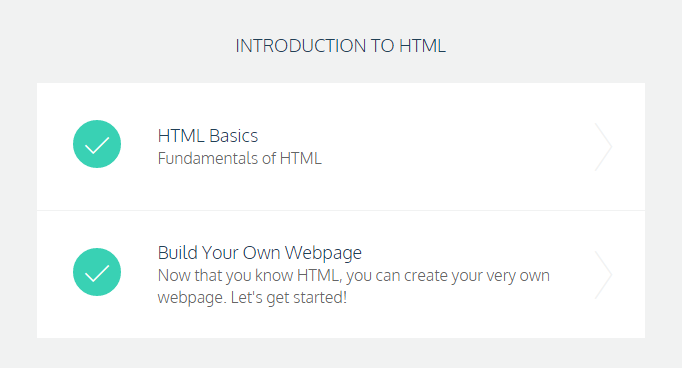 INTRODUCTION TO HTML
HTML Basics
Fundamentals of HTML
Build Your Own Webpage
Now that you know HTML, you can create your very own
webpage. Let's get started!